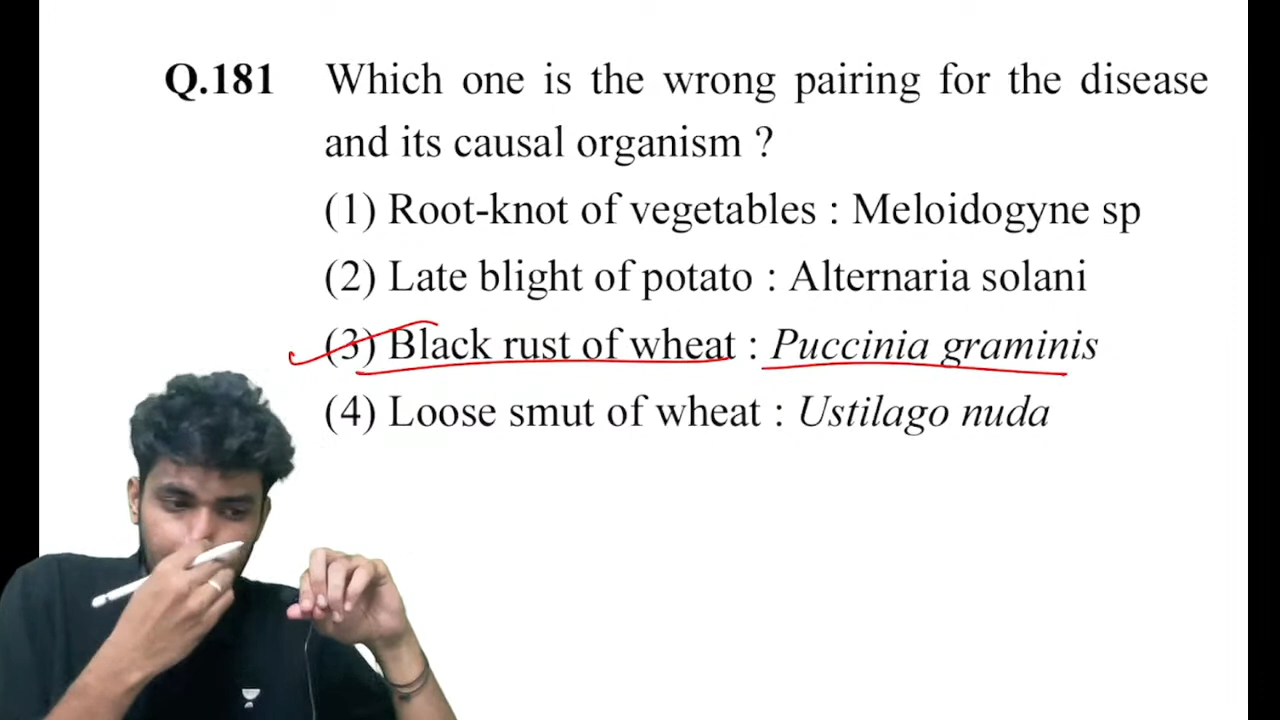 Q.181 Which one is the wrong pairing for the disease
and its causal organism ?
(1) Root-knot of vegetables : Meloidogyne sp
(2) Late blight of potato : Alternaria solani
(3) Black rust of wheat : Puccinia graminis
(4) Loose smut of wheat : Ustilago nuda